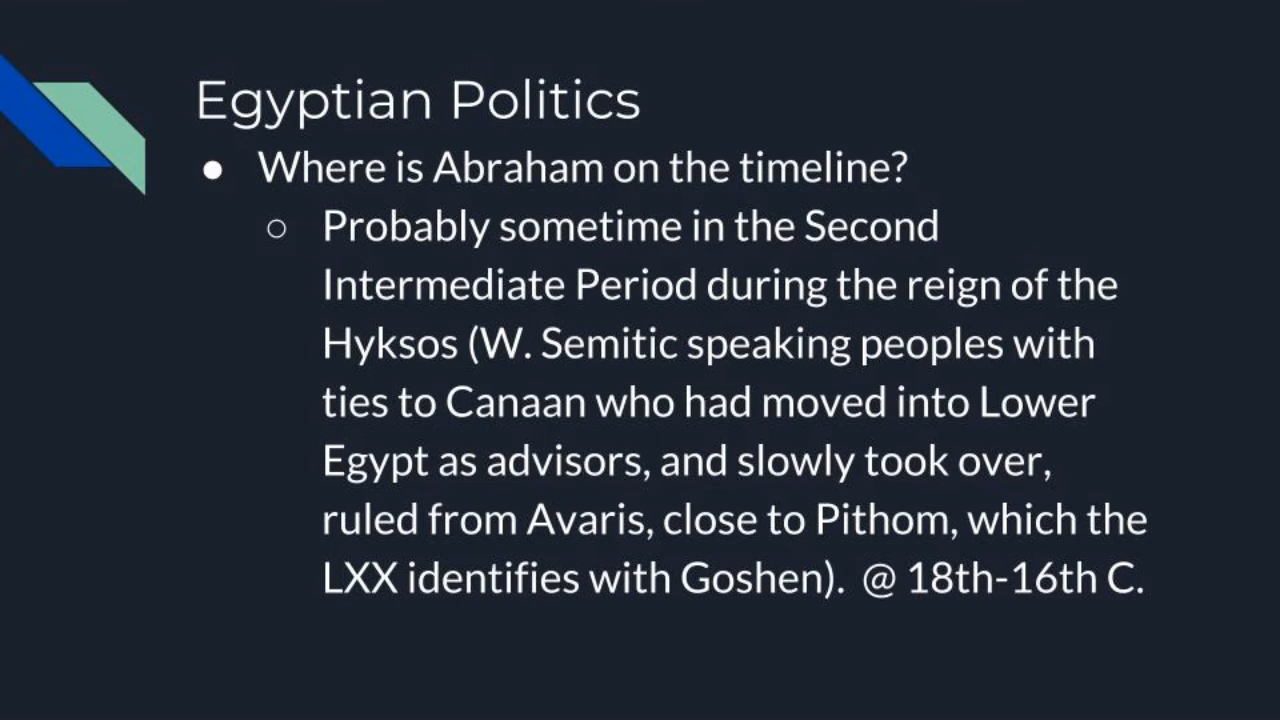 Egyptian Politics
● Where is Abraham on the timeline?
○ Probably sometime in the Second
Intermediate Period during the reign of the
Hyksos (W. Semitic speaking peoples with
ties to Canaan who had moved into Lower
Egypt as advisors, and slowly took over,
ruled from Avaris, close to Pithom, which the
LXX identifies with Goshen).  @ 18th-16th C.